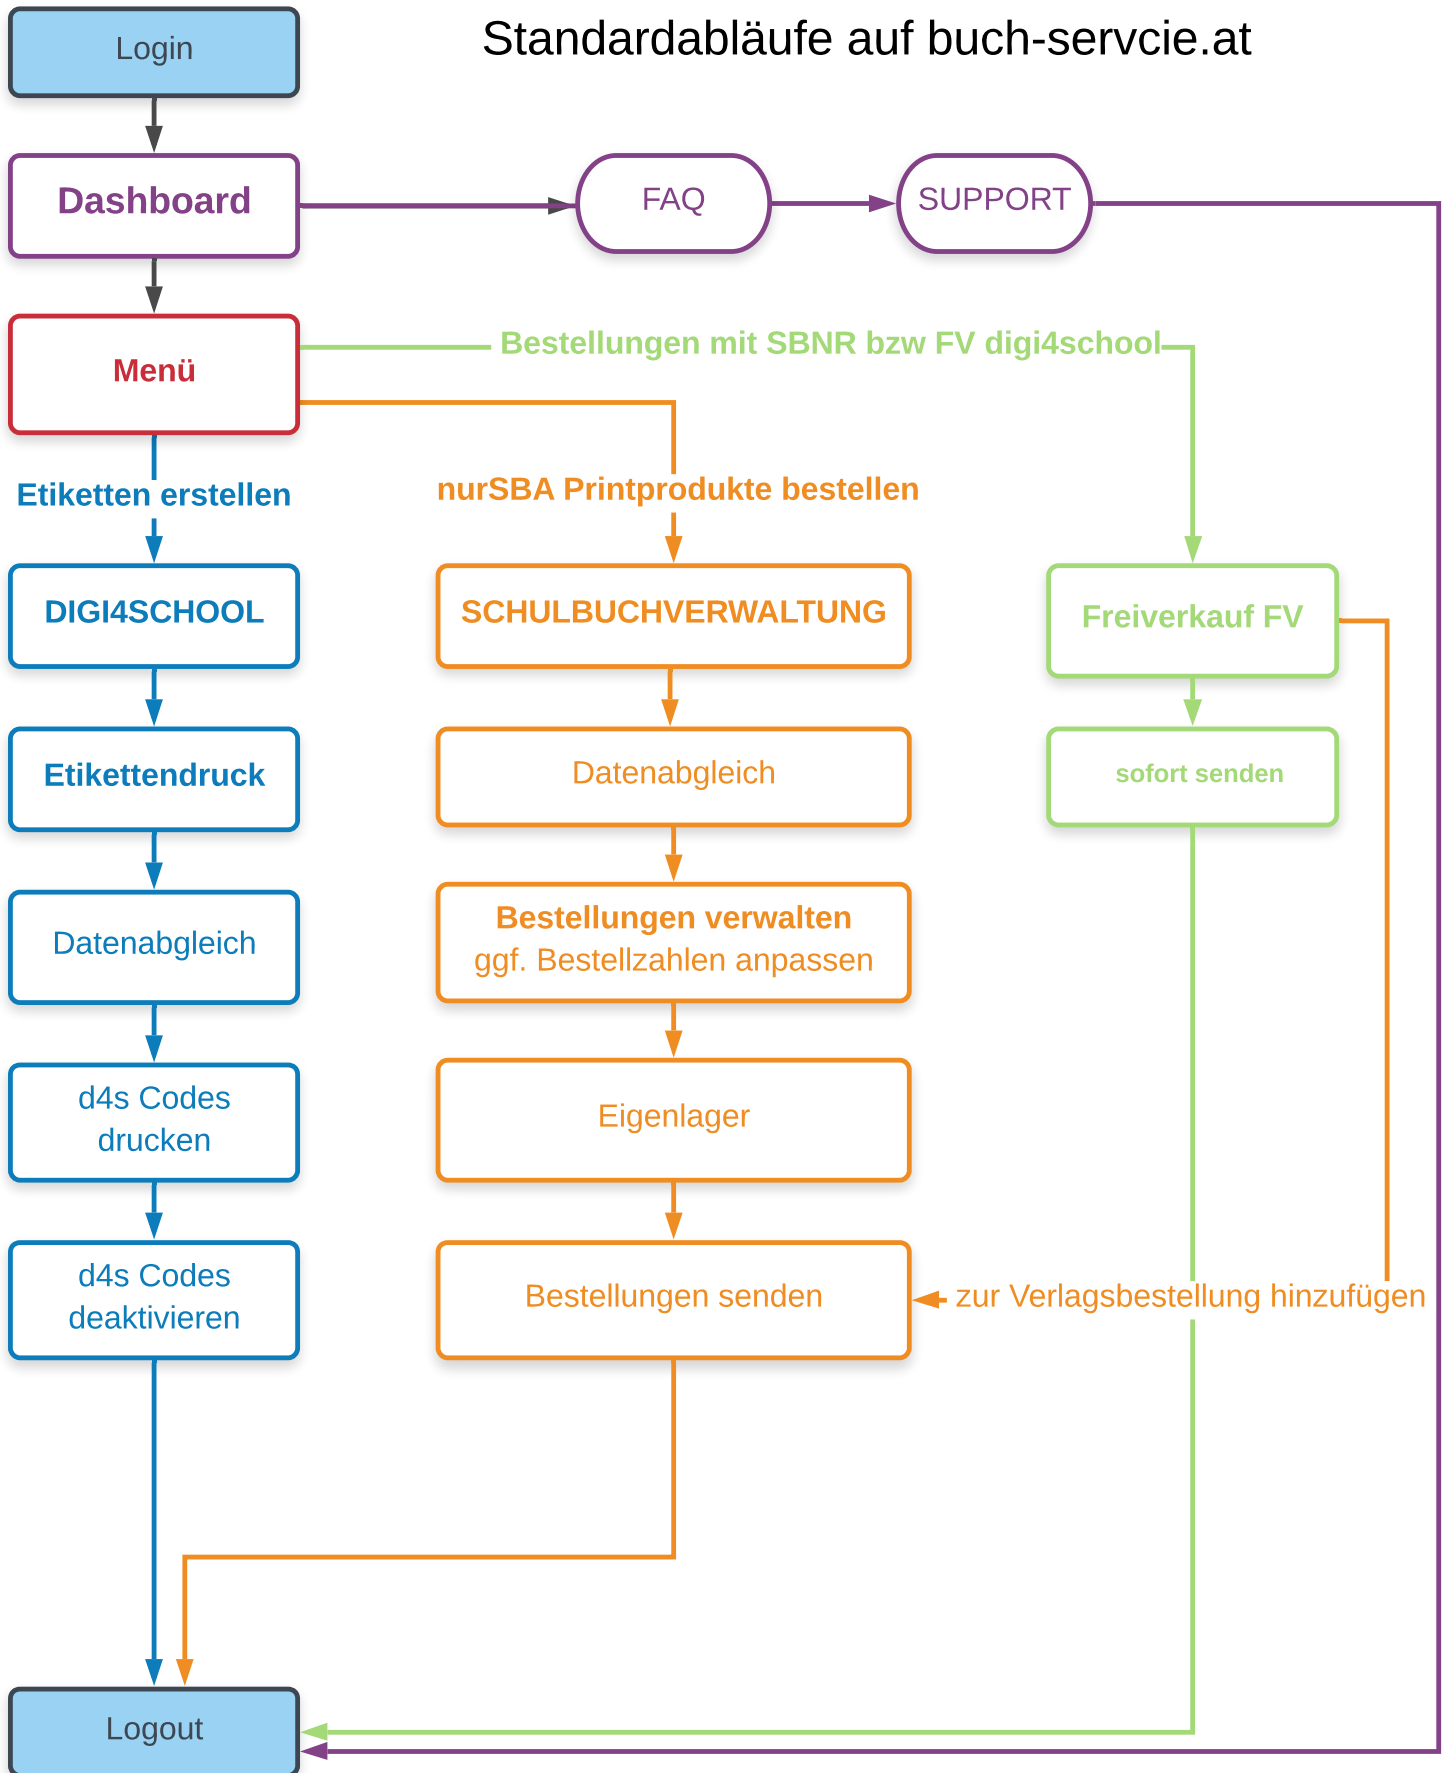 Login
Standardabläufe auf buch-servcie.at
Dashboard
FAQ
SUPPORT
Menü
Bestellungen mit SBNR bzw FV digi4school
Etiketten erstellen
nurSBA Printprodukte bestellen
DIGI4SCHOOL
SCHULBUCHVERWALTUNG
Freiverkauf FV
Etikettendruck
Datenabgleich
sofort senden
Datenabgleich
Bestellungen verwalten
ggf. Bestellzahlen anpassen
d4s Codes
drucken
Eigenlager
d4s Codes
deaktivieren
Bestellungen senden
zur Verlagsbestellung hinzufügen
Logout